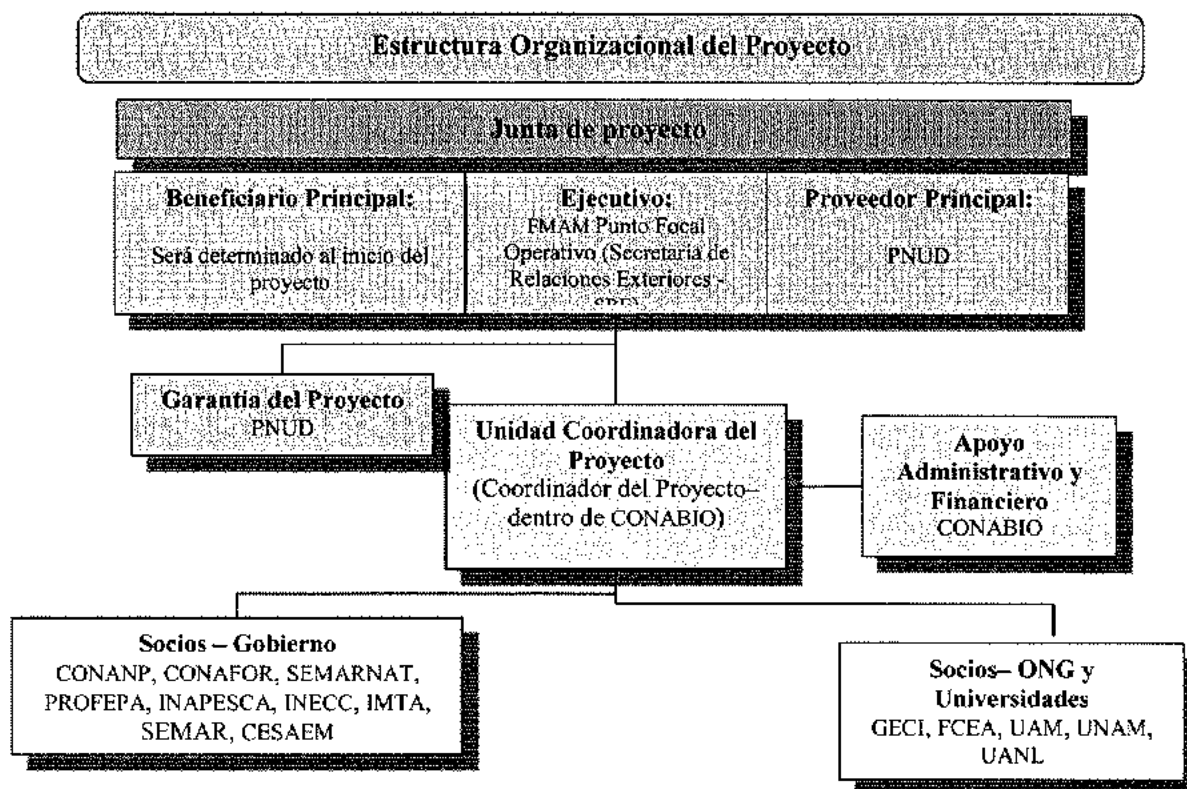 Estructura Organizacional del Proyecto
Junta de proyecto
Beneficiario Principal:
Será determinado al inicio del
proyecto
Ejecutivo:
FMAM Punto Focal
Operativo (Secretaría de
Relaciones Exteriores -
Proveedor Principal:
PNUD
Garantía del Proyecto
PNUD
Unidad Coordinadora del
Proyecto
(Coordinador del Proyecto–
dentro de CONABIO)
Apoyo
Administrativo y
Financiero
CONABIO
Socios – Gobierno
CONANP, CONAFOR, SEMARNAT,
PROFEPA, INAPESCA, INECC, IMTA,
SEMAR, CESAEM
Socios– ONG y
Universidades
GECI, FCEA, UAM, UNAM,
UANL